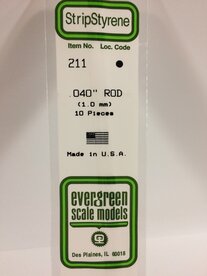 StripStyrene
Item No. Loc. Code
211
.040" ROD
(1.0 mm)
10 Pieces
Made in U.S.A.
evergreen
scale models
Des Plaines, IL 60018